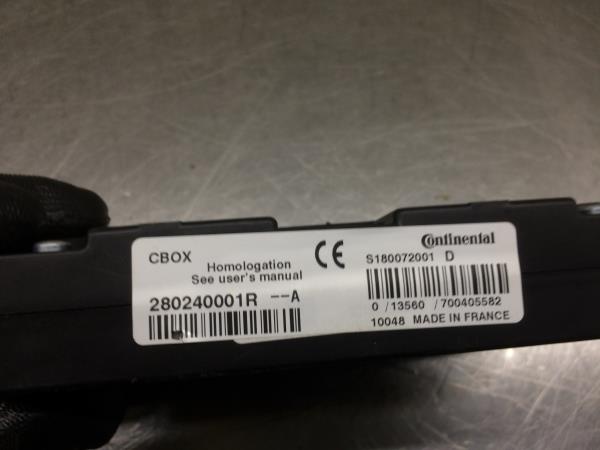 CBOX
Homologation
See user's manual
280240001R --A
CE
Continental
S180072001 D
0 /13560 /700405582
10048 MADE IN FRANCE